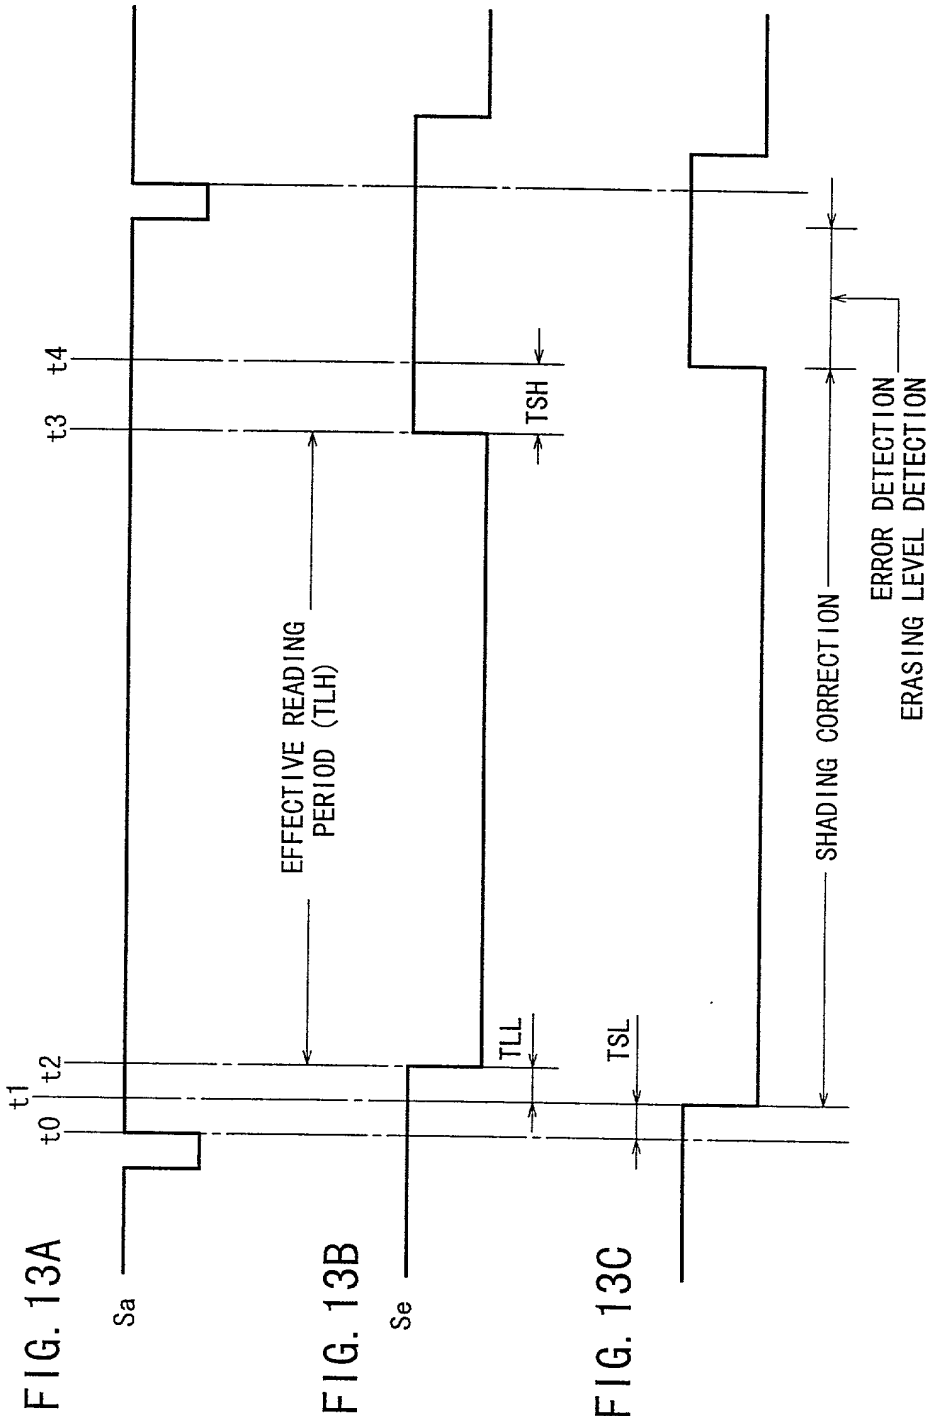 FIG. 13A
Sa
t0
t1
t2
t3
t4
EFFECTIVE READING
PERIOD (TLH)
FIG. 13B
Se
TLL
TSH
FIG. 13C
TSL
SHADING CORRECTION
ERROR DETECTION
ERASING LEVEL DETECTION